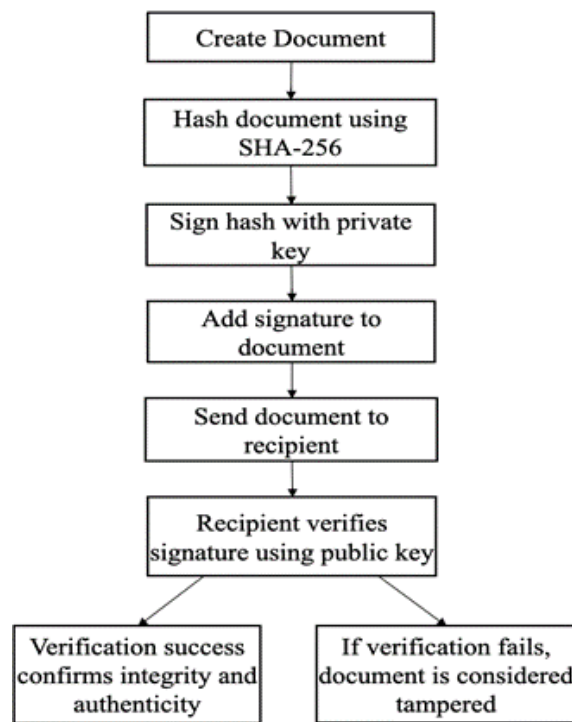 Create Document
Hash document using
SHA-256
Sign hash with private
key
Add signature to
document
Send document to
recipient
Recipient verifies
signature using public key
Verification success
confirms integrity and
authenticity
If verification fails,
document is considered
tampered